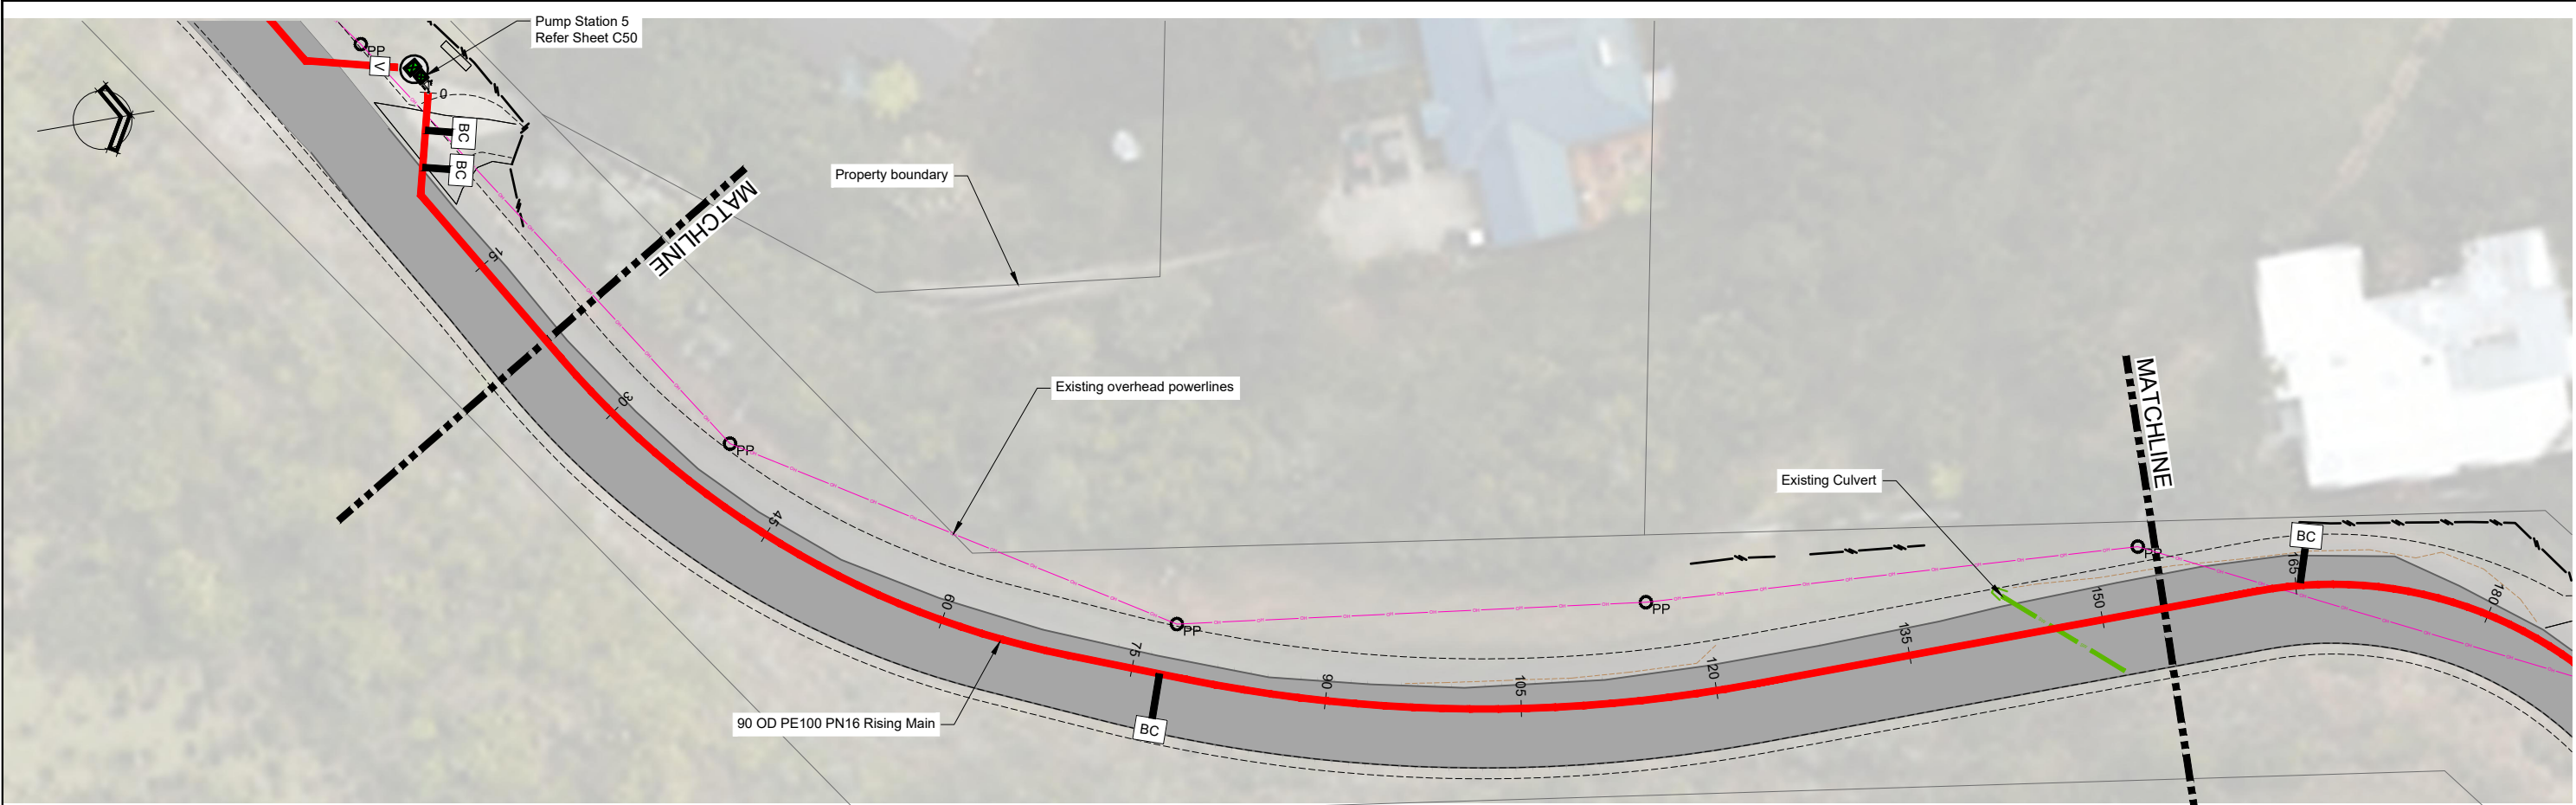 Pump Station 5
Refer Sheet C50
PP
V
0
BC
BC
Property boundary
MATCHLINE
15
Existing overhead powerlines
30
PP
MATCHLINE
45
Existing Culvert
BC
PP
165
60
PP
PP
150
180
135
75
120
90
105
90 OD PE100 PN16 Rising Main
BC